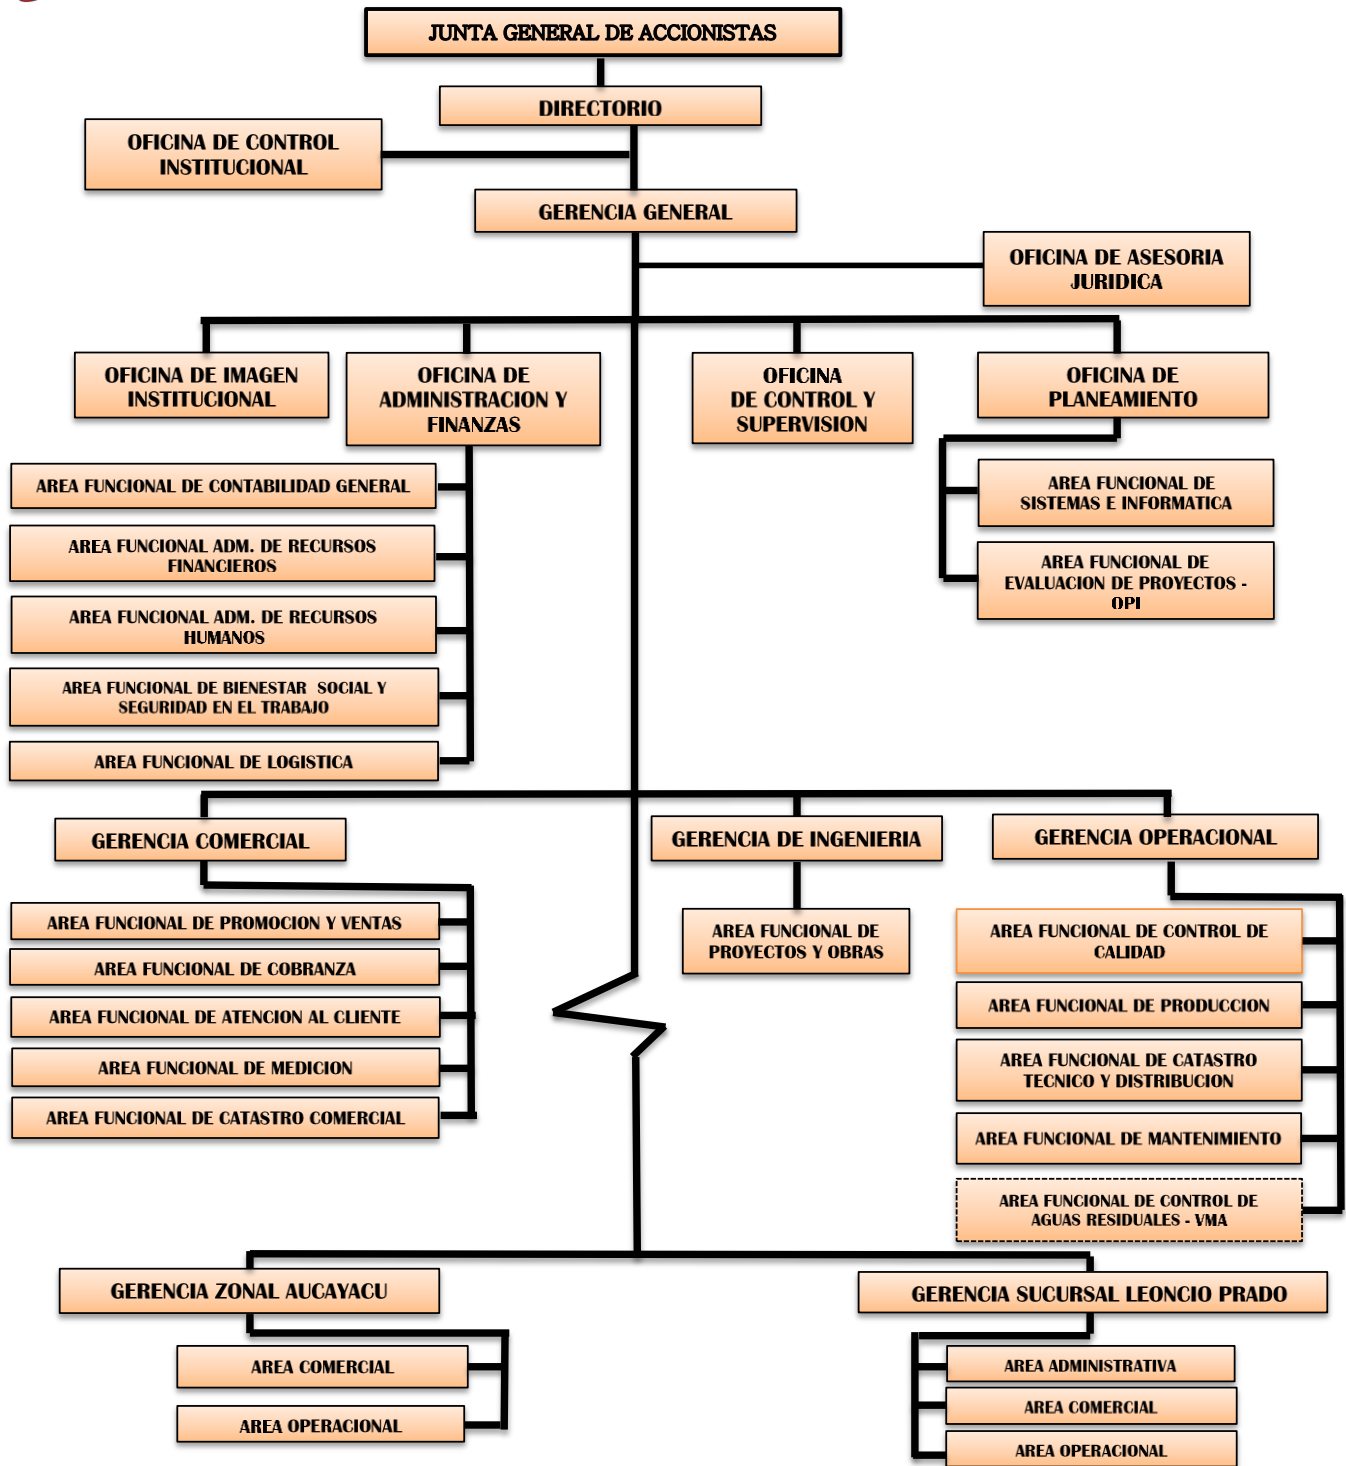 JUNTA GENERAL DE ACCIONISTAS
DIRECTORIO
OFICINA DE CONTROL
INSTITUCIONAL
GERENCIA GENERAL
OFICINA DE ASESORIA
JURIDICA
OFICINA DE IMAGEN
INSTITUCIONAL
OFICINA DE
ADMINISTRACION Y
FINANZAS
OFICINA
DE CONTROL Y
SUPERVISION
OFICINA DE
PLANEAMIENTO
AREA FUNCIONAL DE CONTABILIDAD GENERAL
AREA FUNCIONAL ADM. DE RECURSOS
FINANCIEROS
AREA FUNCIONAL ADM. DE RECURSOS
HUMANOS
AREA FUNCIONAL DE BIENESTAR SOCIAL Y
SEGURIDAD EN EL TRABAJO
AREA FUNCIONAL DE LOGISTICA
AREA FUNCIONAL DE
SISTEMAS E INFORMATICA
AREA FUNCIONAL DE
EVALUACION DE PROYECTOS -
OPI
GERENCIA COMERCIAL
GERENCIA DE INGENIERIA
GERENCIA OPERACIONAL
AREA FUNCIONAL DE PROMOCION Y VENTAS
AREA FUNCIONAL DE COBRANZA
AREA FUNCIONAL DE ATENCION AL CLIENTE
AREA FUNCIONAL DE MEDICION
AREA FUNCIONAL DE CATASTRO COMERCIAL
AREA FUNCIONAL DE
PROYECTOS Y OBRAS
AREA FUNCIONAL DE CONTROL DE
CALIDAD
AREA FUNCIONAL DE PRODUCCION
AREA FUNCIONAL DE CATASTRO
TECNICO Y DISTRIBUCION
AREA FUNCIONAL DE MANTENIMIENTO
AREA FUNCIONAL DE CONTROL DE
AGUAS RESIDUALES - VMA
GERENCIA ZONAL AUCAYACU
AREA COMERCIAL
AREA OPERACIONAL
GERENCIA SUCURSAL LEONCIO PRADO
AREA ADMINISTRATIVA
AREA COMERCIAL
AREA OPERACIONAL